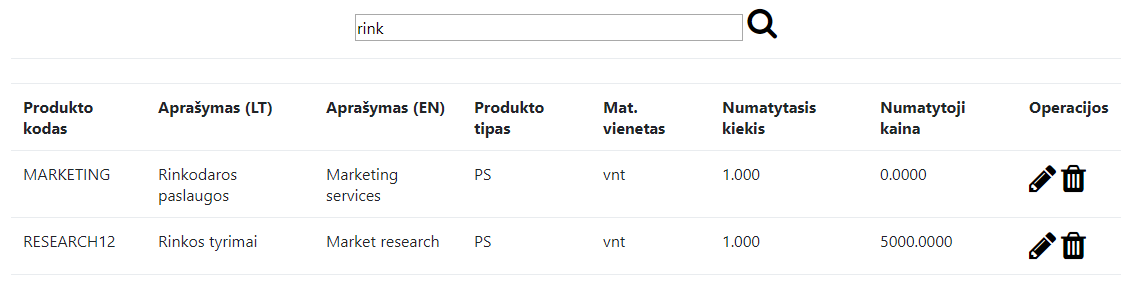 rink
Produkto kodas Aprašymas (LT) Aprašymas (EN) Produkto tipas Mat. vienetas Numatytasis kiekis Numatytoji kaina Operacijos
MARKETING Rinkodaros paslaugos Marketing services PS vnt 1.000 0.0000
RESEARCH12 Rinkos tyrimai Market research PS vnt 1.000 5000.0000